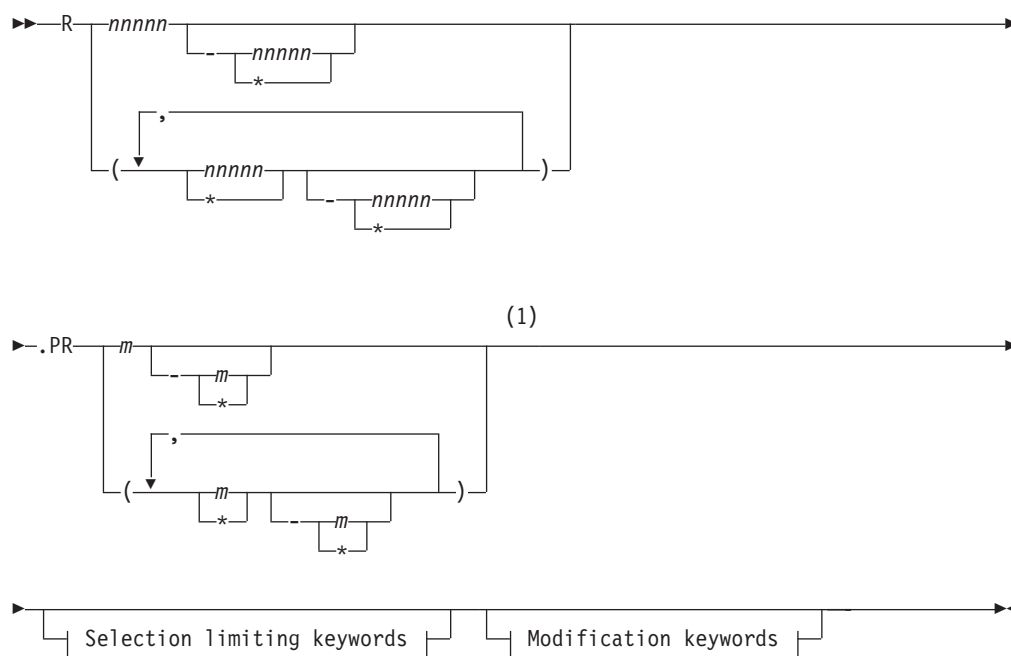 R nnnnn
- nnnnn
*
,
( nnnnn )
* - nnnnn
*
(1)
.PR m
- m
*
,
( m )
* - m
*
Selection limiting keywords Modification keywords